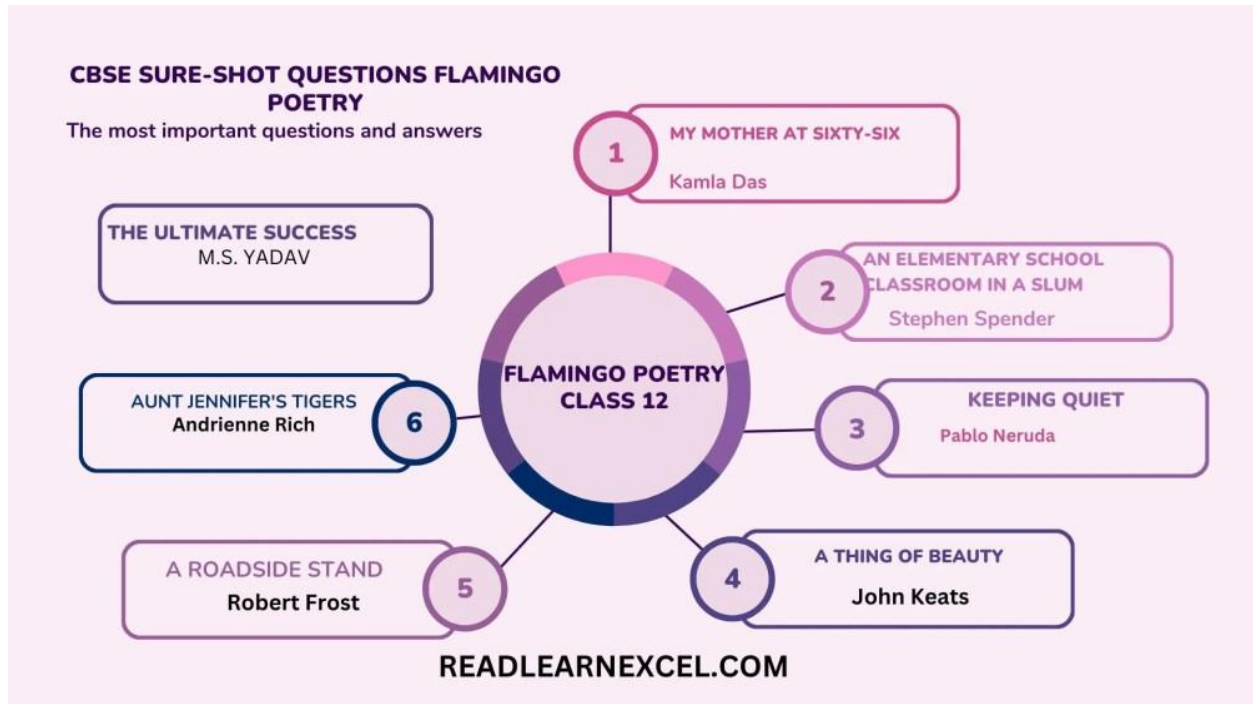 CBSE SURE-SHOT QUESTIONS FLAMINGO
POETRY
The most important questions and answers
1
MY MOTHER AT SIXTY-SIX
Kamla Das
THE ULTIMATE SUCCESS
M.S. YADAV
2
AN ELEMENTARY SCHOOL
CLASSROOM IN A SLUM
Stephen Spender
FLAMINGO POETRY
CLASS 12
3
KEEPING QUIET
Pablo Neruda
AUNT JENNIFER'S TIGERS
Andrienne Rich
6
4
A THING OF BEAUTY
John Keats
A ROADSIDE STAND
Robert Frost
5
READLEARNEXCEL.COM